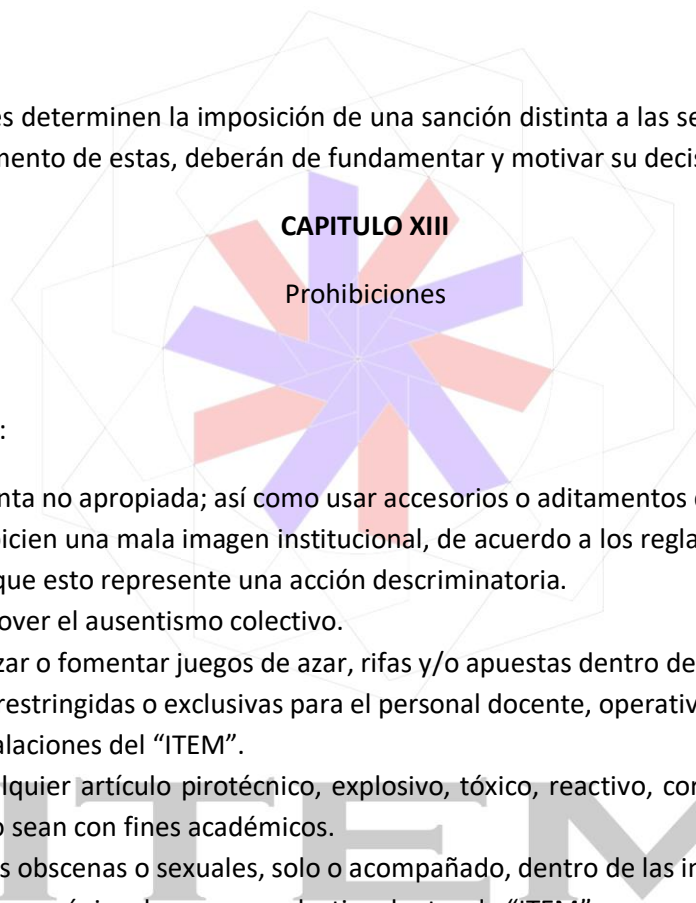 es determinen la imposición de una sanción distinta a las se
mento de estas, deberán de fundamentar y motivar su decis
CAPITULO XIII
Prohibiciones
:
nta no apropiada; así como usar accesorios o aditamentos
icien una mala imagen institucional, de acuerdo a los regla
que esto represente una acción descriminatoria.
over el ausentismo colectivo.
zar o fomentar juegos de azar, rifas y/o apuestas dentro de
restringidas o exclusivas para el personal docente, operativ
alaciones del “ITEM”.
lquier artículo pirotécnico, explosivo, tóxico, reactivo, cor
o sean con fines académicos.
s obscenas o sexuales, solo o acompañado, dentro de las in
ITEM